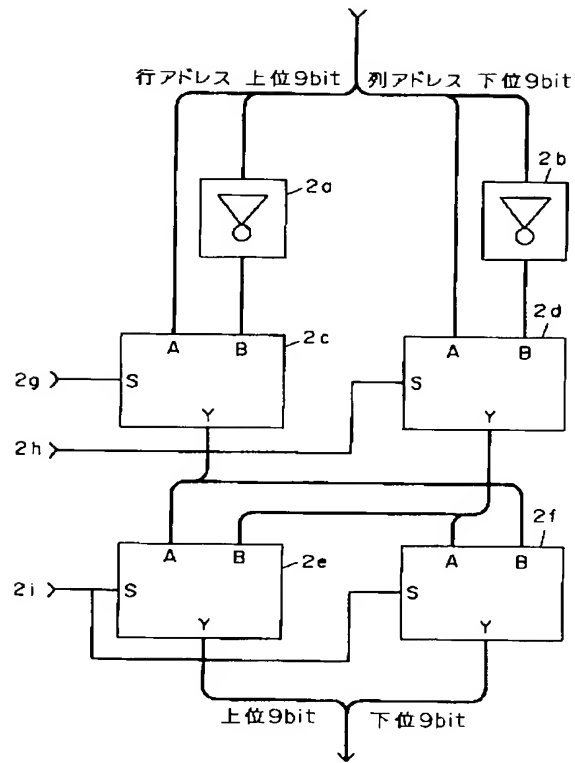 行アドレス 上位9bit 列アドレス 下位9bit
2a
2b
2c
2d
A B
A B
2g
S
S
Y
Y
2h
2e
2f
A B
A B
2i
S
S
Y
Y
上位9bit 下位9bit